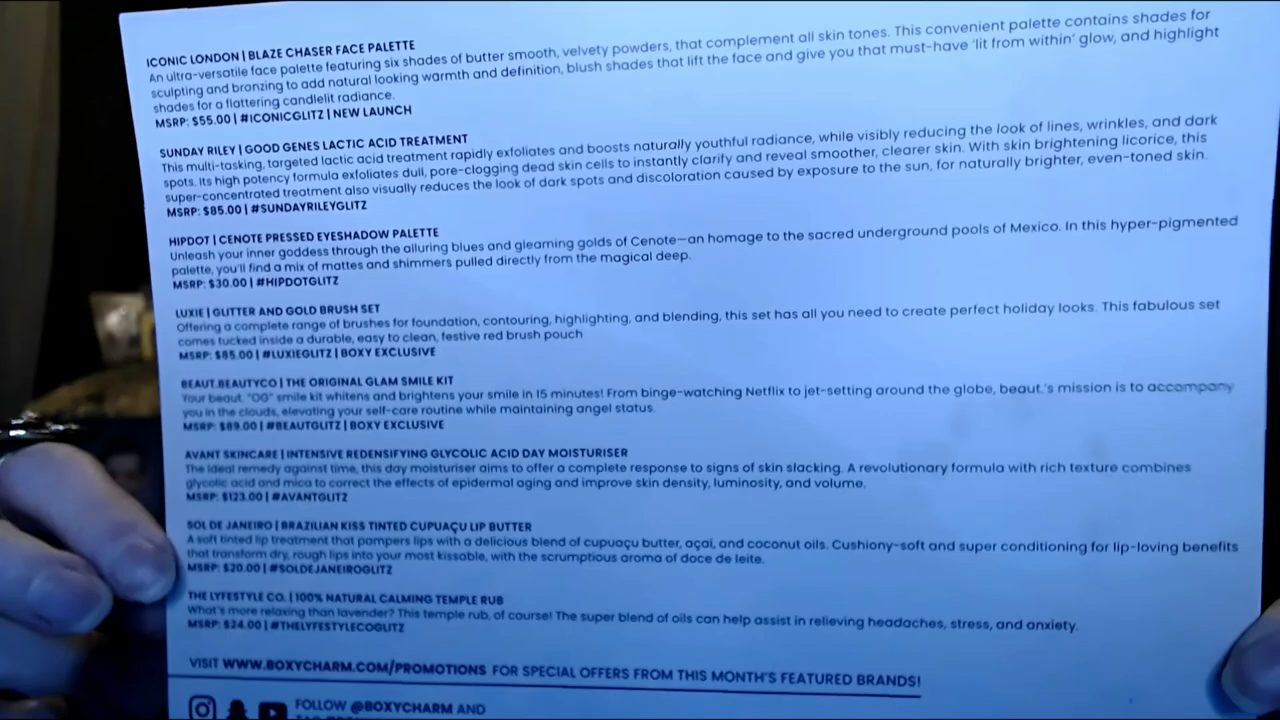 ICONIC LONDON | BLAZE CHASER FACE PALETTE
An ultra-versatile face palette featuring six shades of butter smooth, velvety powders, that complement all skin tones. This convenient palette contains shades for
sculpting and bronzing to add natural looking warmth and definition, blush shades that lift the face and give you that must-have 'lit from within' glow, and highlight
shades for a flattering candlelit radiance.
MSRP: $55.00 | #ICONICGLITZ | NEW LAUNCH
SUNDAY RILEY | GOOD GENES LACTIC ACID TREATMENT
This multi-tasking, targeted lactic acid treatment rapidly exfoliates and boosts naturally youthful radiance, while visibly reducing the look of lines, wrinkles, and dark
spots. Its high potency formula exfoliates dull, pore-clogging dead skin cells to instantly clarify and reveal smoother, clearer skin. With skin brightening licorice, this
super-concentrated treatment also visually reduces the look of dark spots and discoloration caused by exposure to the sun, for naturally brighter, even-toned skin.
MSRP: $85.00 | #SUNDAYRILEYGLITZ
HIPDOT | CENOTE PRESSED EYESHADOW PALETTE
Unleash your inner goddess through the alluring blues and gleaming golds of Cenote—an homage to the sacred underground pools of Mexico. In this hyper-pigmented
palette, you'll find a mix of mattes and shimmers pulled directly from the magical deep.
MSRP: $30.00 | #HIPDOTGLITZ
LUXIE | GLITTER AND GOLD BRUSH SET
Offering a complete range of brushes for foundation, contouring, highlighting, and blending, this set has all you need to create perfect holiday looks. This fabulous set
comes tucked inside a durable, easy to clean, festive red brush pouch
MSRP: $85.00 | #LUXIEGLITZ | BOXY EXCLUSIVE
BEAUT.BEAUTYCO | THE ORIGINAL GLAM SMILE KIT
Your beaut. "OG" smile kit whitens and brightens your smile in 15 minutes! From binge-watching Netflix to jet-setting around the globe, beaut.'s mission is to accompany
you in the clouds, elevating your self-care routine while maintaining angel status.
MSRP: $89.00 | #BEAUTGLITZ | BOXY EXCLUSIVE
AVANT SKINCARE | INTENSIVE REDENSIFYING GLYCOLIC ACID DAY MOISTURISER
The ideal remedy against time, this day moisturiser aims to offer a complete response to signs of skin slacking. A revolutionary formula with rich texture combines
glycolic acid and mica to correct the effects of epidermal aging and improve skin density, luminosity, and volume.
MSRP: $123.00 | #AVANTGLITZ
SOL DE JANEIRO | BRAZILIAN KISS TINTED CUPUAÇU LIP BUTTER
A soft tinted lip treatment that pampers lips with a delicious blend of cupuaçu butter, açaí, and coconut oils. Cushiony-soft and super conditioning for lip-loving benefits
that transform dry, rough lips into your most kissable, with the scrumptious aroma of doce de leite.
MSRP: $20.00 | #SOLDEJANEIROGLITZ
THE LYFESTYLE CO. | 100% NATURAL CALMING TEMPLE RUB
What's more relaxing than lavender? This temple rub, of course! The super blend of oils can help assist in relieving headaches, stress, and anxiety.
MSRP: $24.00 | #THELYFESTYLECOGLITZ
VISIT WWW.BOXYCHARM.COM/PROMOTIONS FOR SPECIAL OFFERS FROM THIS MONTH'S FEATURED BRANDS!
FOLLOW @BOXYCHARM AND